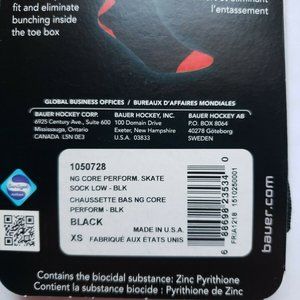 fit and eliminate
bunching inside
the toe box
l'entassement
GLOBAL BUSINESS OFFICES / BUREAUX D'AFFAIRES MONDIALES
BAUER HOCKEY CORP.
6925 Century Ave., Suite 600
Mississauga, Ontario
CANADA L5N 0E3
BAUER HOCKEY, INC.
100 Domain Drive
Exeter, New Hampshire
U.S.A. 03833
BAUER HOCKEY AB
P.O. BOX 8064
40278 Göteborg
SWEDEN
1050728
NG CORE PERFORM. SKATE
SOCK LOW - BLK
CHAUSSETTE BAS NG CORE
PERFORM - BLK
BLACK
MADE IN U.S.A.
XS FABRIQUÉ AUX ÉTATS UNIS
6 88698 23534 0
bauer.com
Contains the biocidal substance: Zinc Pyrithione
Contient la substance biocide : Pyrithione de Zinc